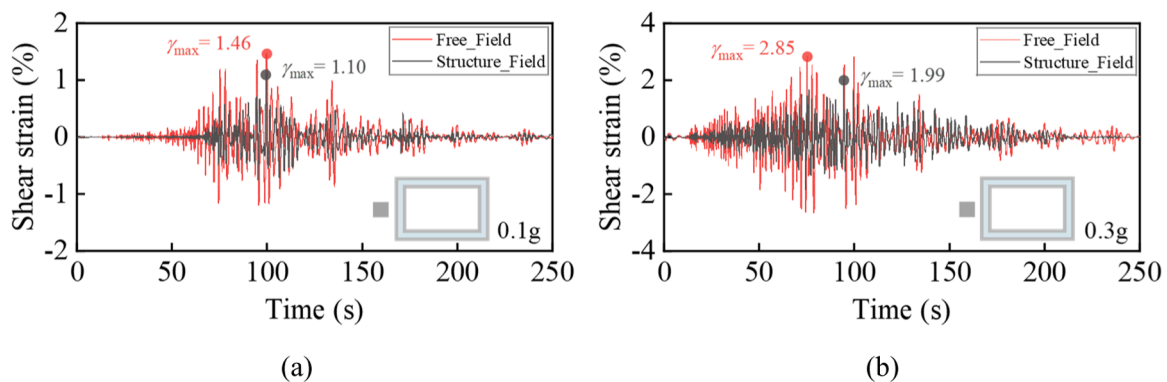 2
1
0
-1
-2
Shear strain (%)
γmax= 1.46
γmax= 1.10
Free_Field
Structure_Field
0.1g
0 50 100 150 200 250
Time (s)
(a)
4
2
0
-2
-4
Shear strain (%)
γmax= 2.85
γmax= 1.99
Free_Field
Structure_Field
0.3g
0 50 100 150 200 250
Time (s)
(b)